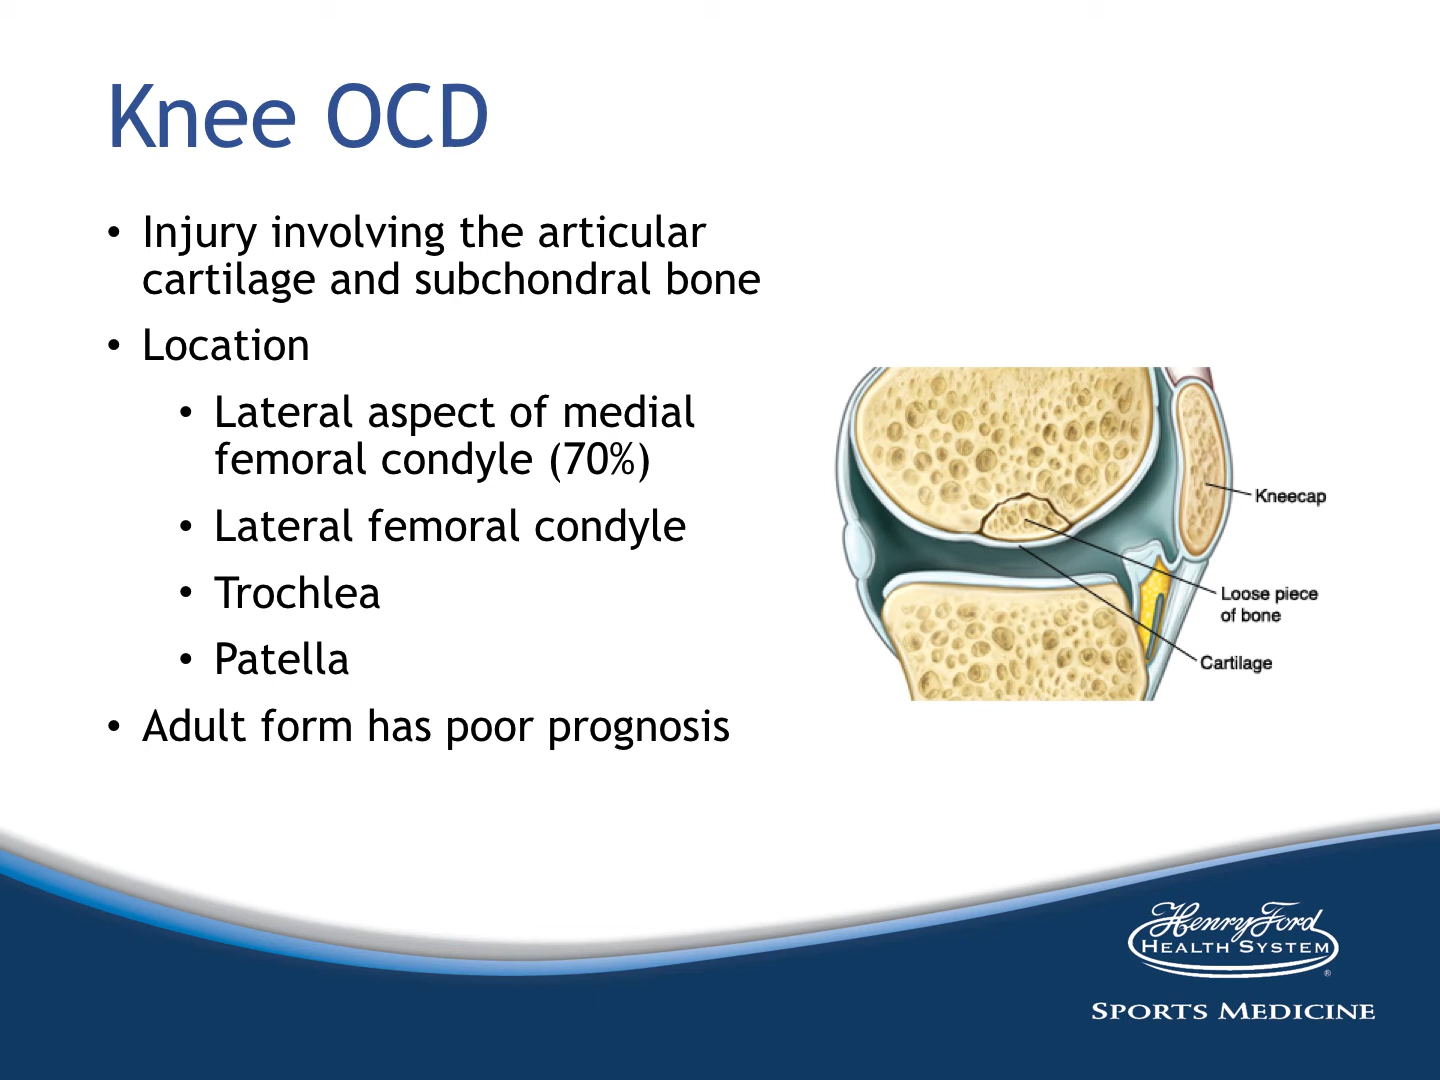 Knee OCD
• Injury involving the articular
cartilage and subchondral bone
• Location
• Lateral aspect of medial
femoral condyle (70%)
• Lateral femoral condyle
• Trochlea
• Patella
• Adult form has poor prognosis
Kneecap
Loose piece
of bone
Cartilage
Henry Ford
HEALTH SYSTEM
®
SPORTS MEDICINE